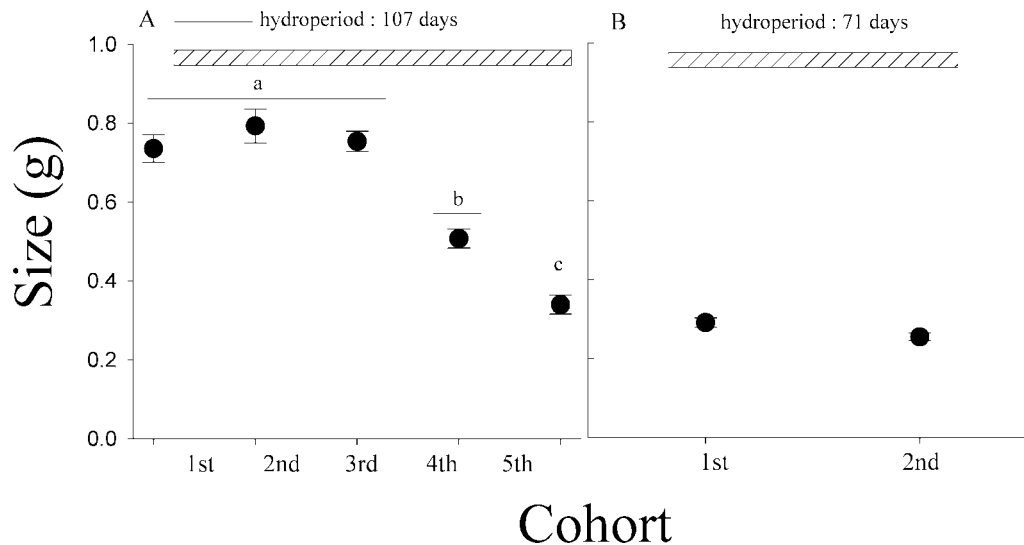 A
hydroperiod : 107 days
B
hydroperiod : 71 days
Size (g)
1.0
0.8
0.6
0.4
0.2
0.0
a
b
c
1st 2nd 3rd 4th 5th
1st 2nd
Cohort